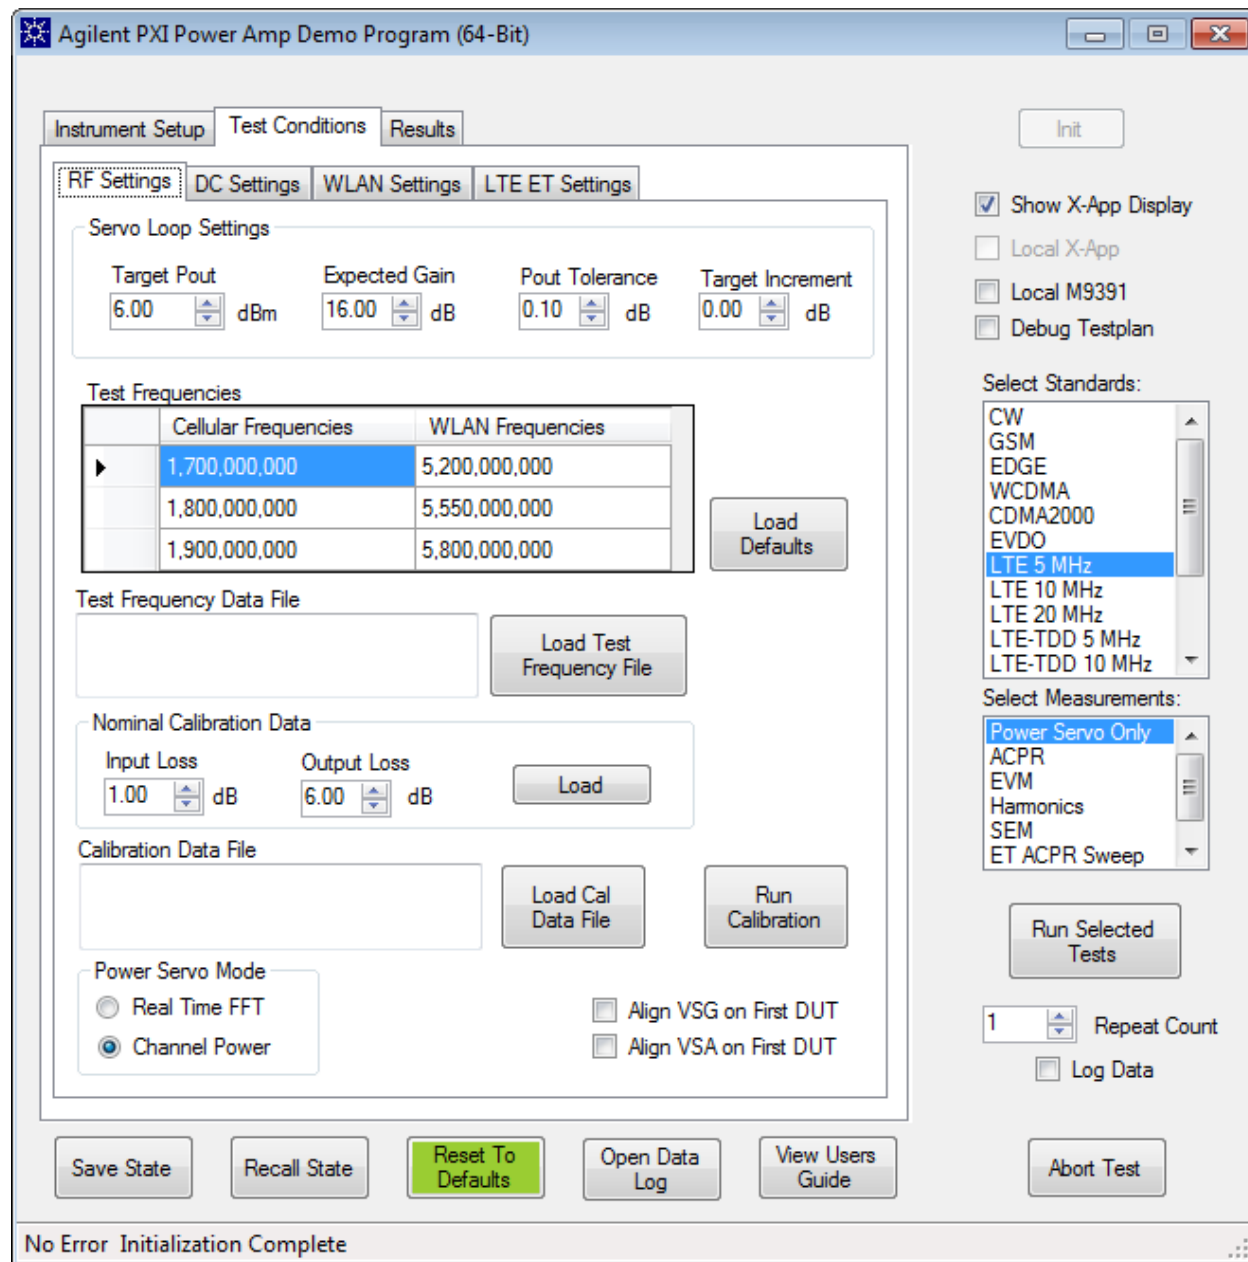 Agilent PXI Power Amp Demo Program (64-Bit)
Instrument Setup
Test Conditions
Results
RF Settings
DC Settings
WLAN Settings
LTE ET Settings
Servo Loop Settings
Target Pout
6.00
dBm
Expected Gain
16.00
dB
Pout Tolerance
0.10
dB
Target Increment
0.00
dB
Test Frequencies
Cellular Frequencies WLAN Frequencies
1,700,000,000 5,200,000,000
1,800,000,000 5,550,000,000
1,900,000,000 5,800,000,000
Load
Defaults
Test Frequency Data File
Load Test
Frequency File
Nominal Calibration Data
Input Loss
1.00
dB
Output Loss
6.00
dB
Load
Calibration Data File
Load Cal
Data File
Run
Calibration
Power Servo Mode
Real Time FFT
Channel Power
Align VSG on First DUT
Align VSA on First DUT
Init
Show X-App Display
Local X-App
Local M9391
Debug Testplan
Select Standards:
CW
GSM
EDGE
WCDMA
CDMA2000
EVDO
LTE 5 MHz
LTE 10 MHz
LTE 20 MHz
LTE-TDD 5 MHz
LTE-TDD 10 MHz
Select Measurements:
Power Servo Only
ACPR
EVM
Harmonics
SEM
ET ACPR Sweep
Run Selected
Tests
1
Repeat Count
Log Data
Save State
Recall State
Reset To
Defaults
Open Data
Log
View Users
Guide
Abort Test
No Error Initialization Complete